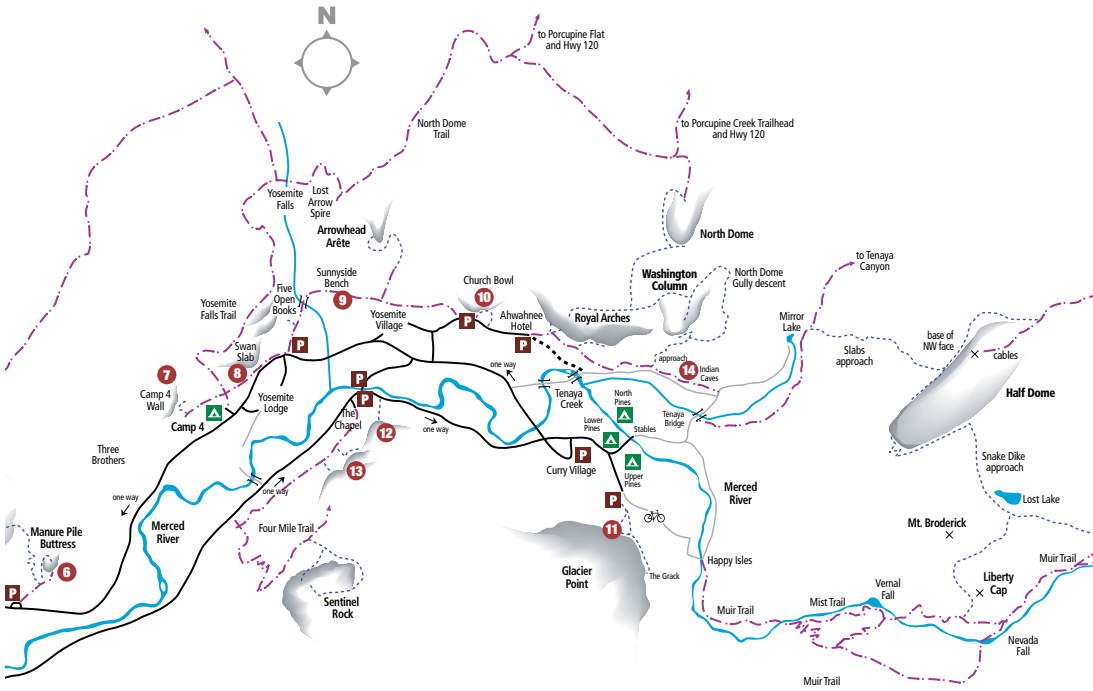 N
to Porcupine Flat
and Hwy 120
North Dome
Trail
to Porcupine Creek Trailhead
and Hwy 120
Yosemite
Falls
Lost
Arrow
Spire
Arrowhead
Arête
North Dome
to Tenaya
Canyon
Sunnyside
Bench
9
Church Bowl
10
Washington
Column
North Dome
Gully descent
Five
Open
Books
Yosemite
Falls Trail
Yosemite
Village
P
Ahwahnee
Hotel
P
Royal Arches
Mirror
Lake
Swan
Slab
8
P
base of
NW face
cables
Slabs
approach
approach
14
Indian
Caves
one way
7
Camp 4
Wall
Half Dome
P
P
Yosemite
Lodge
Camp 4
The
Chapel
12
Tenaya
Creek
North
Pines
Lower
Pines
Stables
Tenaya
Bridge
one way
Three
Brothers
13
Curry Village
P
Upper
Pines
Snake Dike
approach
one way
one way
Merced
River
Lost Lake
P
Manure Pile
Buttress
6
Merced
River
Four Mile Trail
11
Mt. Broderick
Glacier
Point
Happy Isles
The Grack
Muir Trail
P
Sentinel
Rock
Vernal
Fall
Liberty
Cap
Mist Trail
Muir Trail
Nevada
Fall
Muir Trail